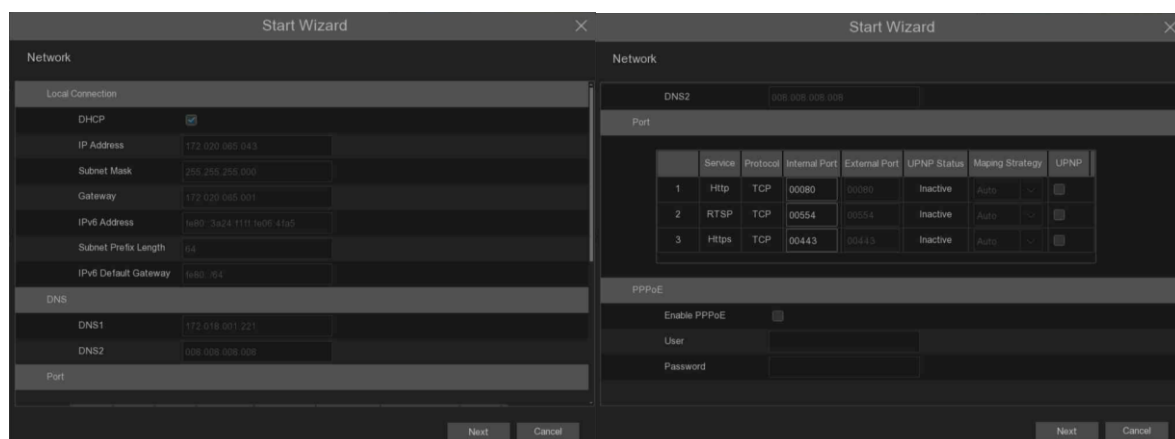 Start Wizard
Network
Local Connection
DHCP
IP Address 172.020.065.043
Subnet Mask 255.255.255.000
Gateway 172.020.065.001
IPv6 Address
Subnet Prefix Length 64
IPv6 Default Gateway
DNS
DNS1 172.018.001.221
DNS2 008.008.008.008
Port
Next Cancel
Start Wizard
Network
DNS2 008.008.008.008
Port
Service Protocol Internal Port External Port UPNP Status Maping Strategy UPNP
1 Http TCP 00080 00080 Inactive Auto
2 RTSP TCP 00554 00554 Inactive Auto
3 Https TCP 00443 00443 Inactive Auto
PPPoE
Enable PPPoE
User
Password
Next Cancel